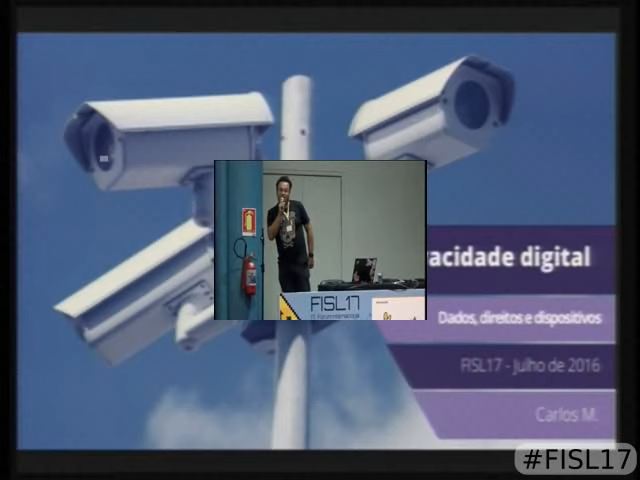 acidade digital
Dados, direitos e dispositivos
FISL17 - Julho de 2016
Carlos M.
FISL17
#FISL17